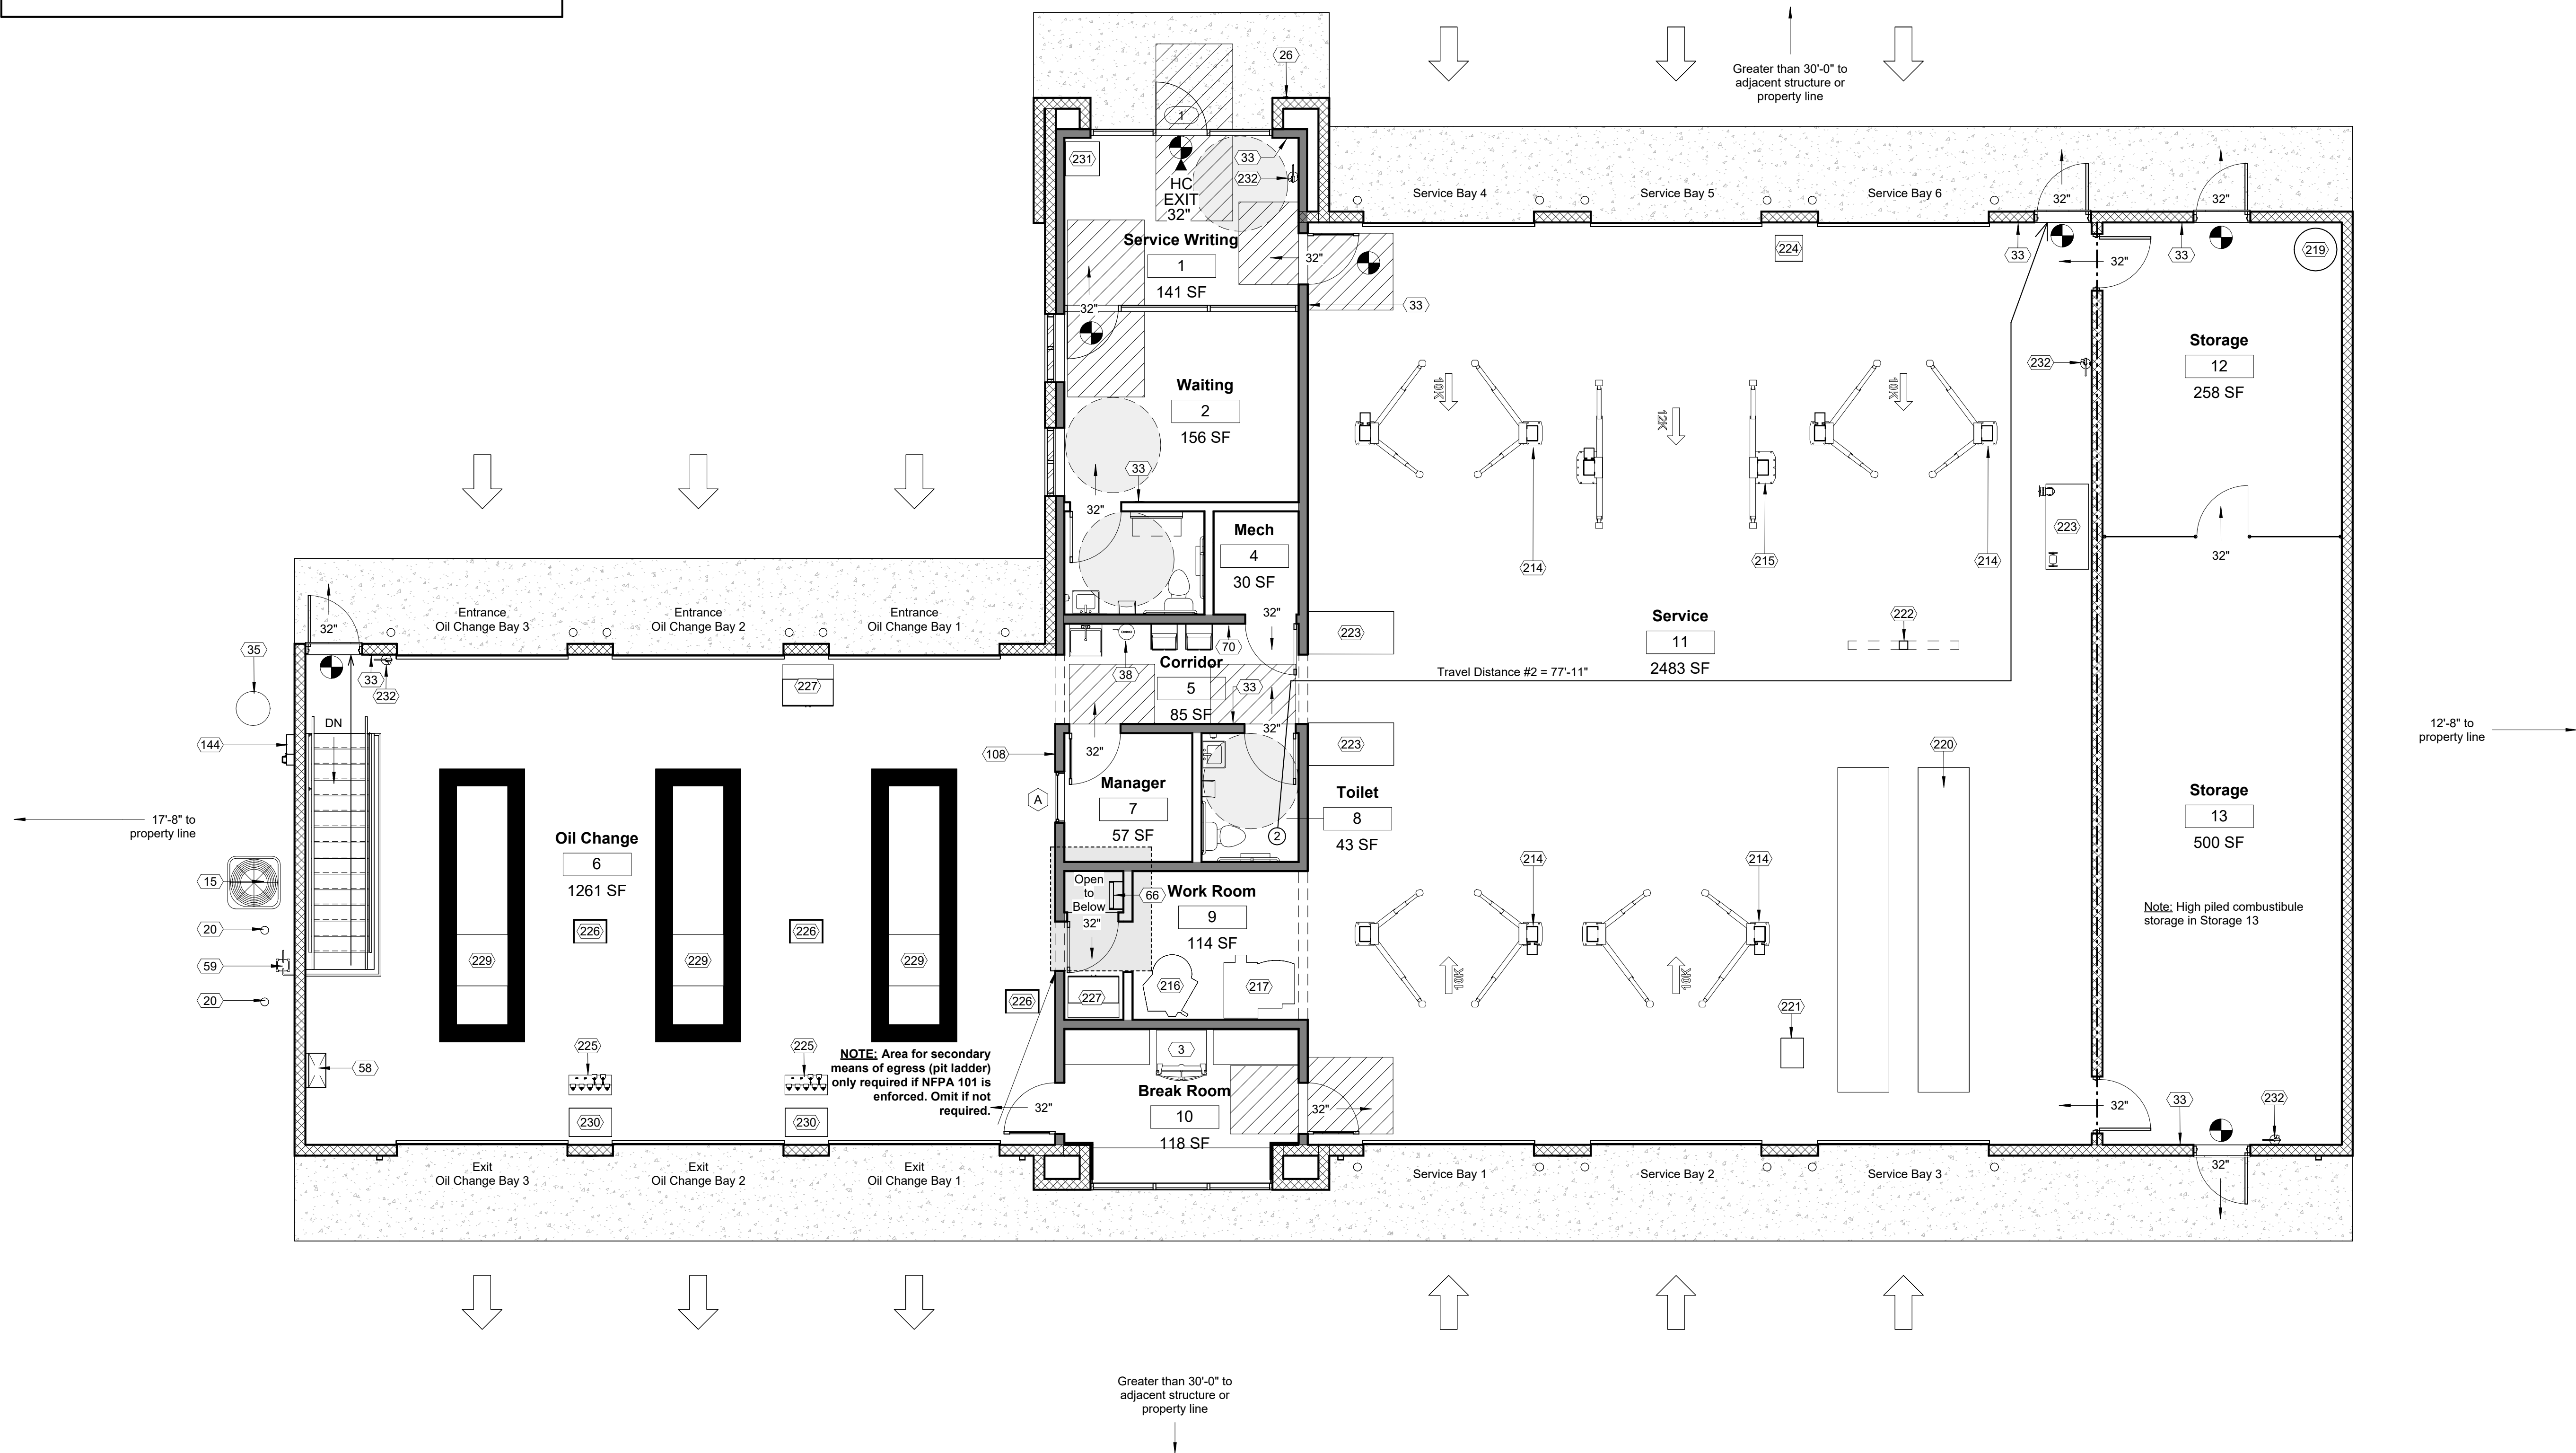 26
Greater than 30'-0" to
adjacent structure or
property line
1
231
33
232
HC
EXIT
32"
Service Bay 4
Service Bay 5
Service Bay 6
32"
32"
Service Writing
1
141 SF
32"
224
33
32"
33
219
32"
33
Waiting
2
156 SF
10K
12K
10K
232
Storage
12
258 SF
33
32"
Mech
4
30 SF
214
215
214
223
32"
Entrance
Oil Change Bay 3
Entrance
Oil Change Bay 2
Entrance
Oil Change Bay 1
32"
32"
223
Service
11
2483 SF
222
35
33
232
227
38
70
Corridor
5
85 SF
33
Travel Distance #2 = 77'-11"
DN
144
108
32"
32"
223
220
12'-8" to
property line
A
Manager
7
57 SF
Toilet
8
43 SF
2
Storage
13
500 SF
17'-8" to
property line
Oil Change
6
1261 SF
15
Open
to
Below
66
32"
Work Room
9
114 SF
214
214
Note: High piled combustibule
storage in Storage 13
20
226
226
59
229
229
229
20
226
227
216
217
10K
10K
221
58
225
225
NOTE: Area for secondary
means of egress (pit ladder)
only required if NFPA 101 is
enforced. Omit if not
required.
3
Break Room
10
118 SF
32"
32"
32"
33
232
230
230
32"
Exit
Oil Change Bay 3
Exit
Oil Change Bay 2
Exit
Oil Change Bay 1
Service Bay 1
Service Bay 2
Service Bay 3
Greater than 30'-0" to
adjacent structure or
property line